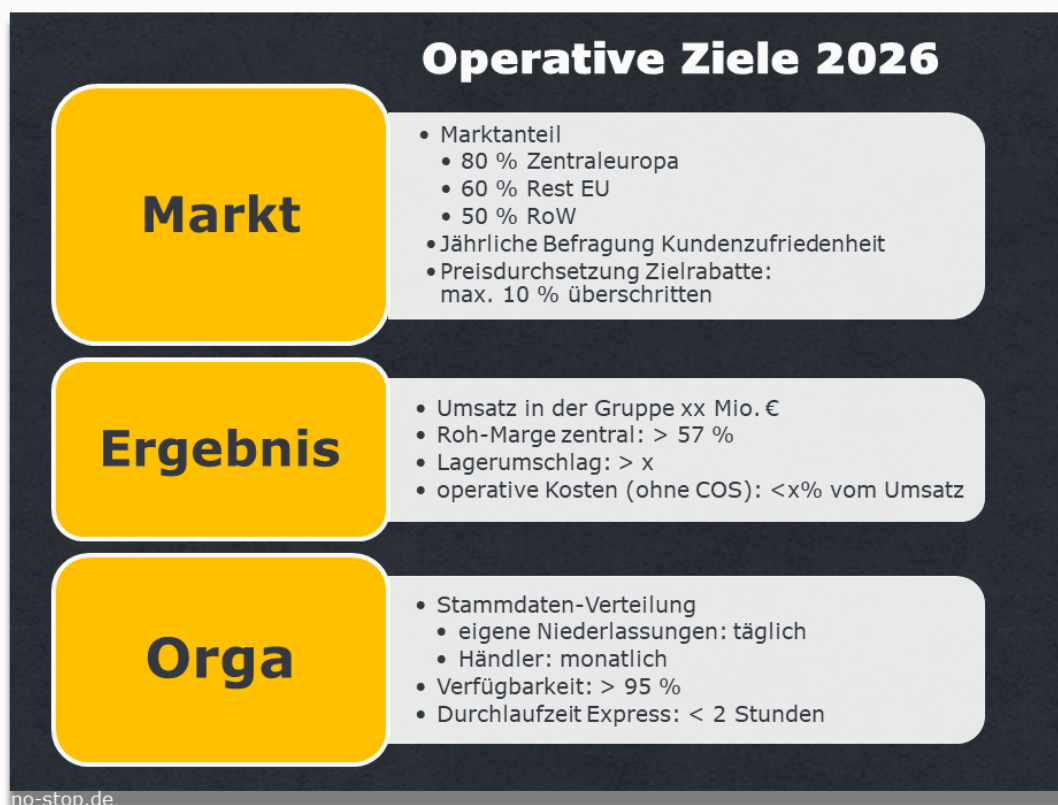 Operative Ziele 2026
Markt
• Marktanteil
• 80 % Zentraleuropa
• 60 % Rest EU
• 50 % RoW
• Jährliche Befragung Kundenzufriedenheit
• Preisdurchsetzung Zielrabatte:
max. 10 % überschritten
Ergebnis
• Umsatz in der Gruppe xx Mio. €
• Roh-Marge zentral: > 57 %
• Lagerumschlag: > x
• operative Kosten (ohne COS): <x% vom Umsatz
Orga
• Stammdaten-Verteilung
• eigene Niederlassungen: täglich
• Händler: monatlich
• Verfügbarkeit: > 95 %
• Durchlaufzeit Express: < 2 Stunden
no-stop.de